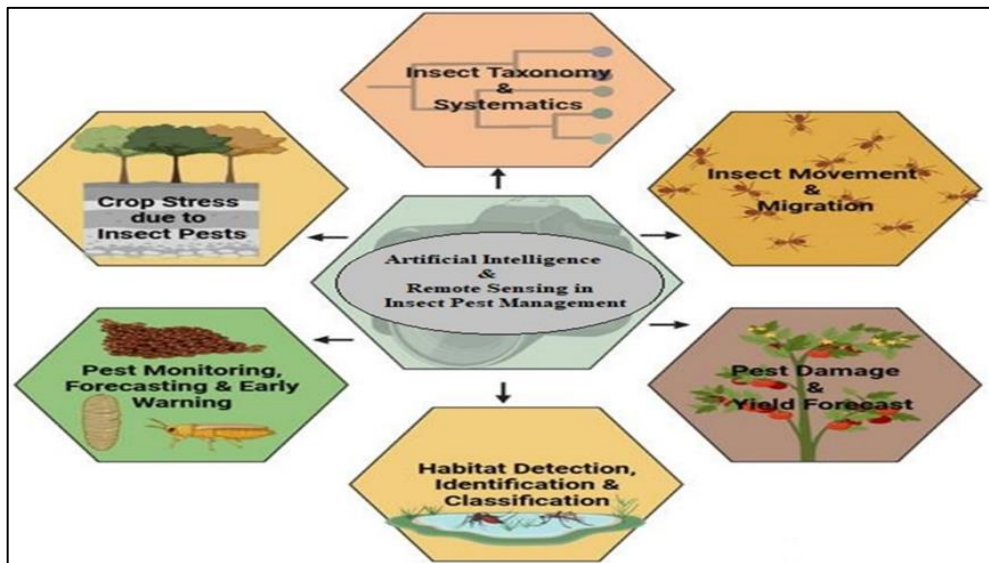 Insect Taxonomy
&
Systematics
Crop Stress
due to
Insect Pests
Insect Movement
&
Migration
Artificial Intelligence
&
Remote Sensing in
Insect Pest Management
Pest Monitoring,
Forecasting & Early
Warning
Pest Damage
&
Yield Forecast
Habitat Detection,
Identification &
Classification